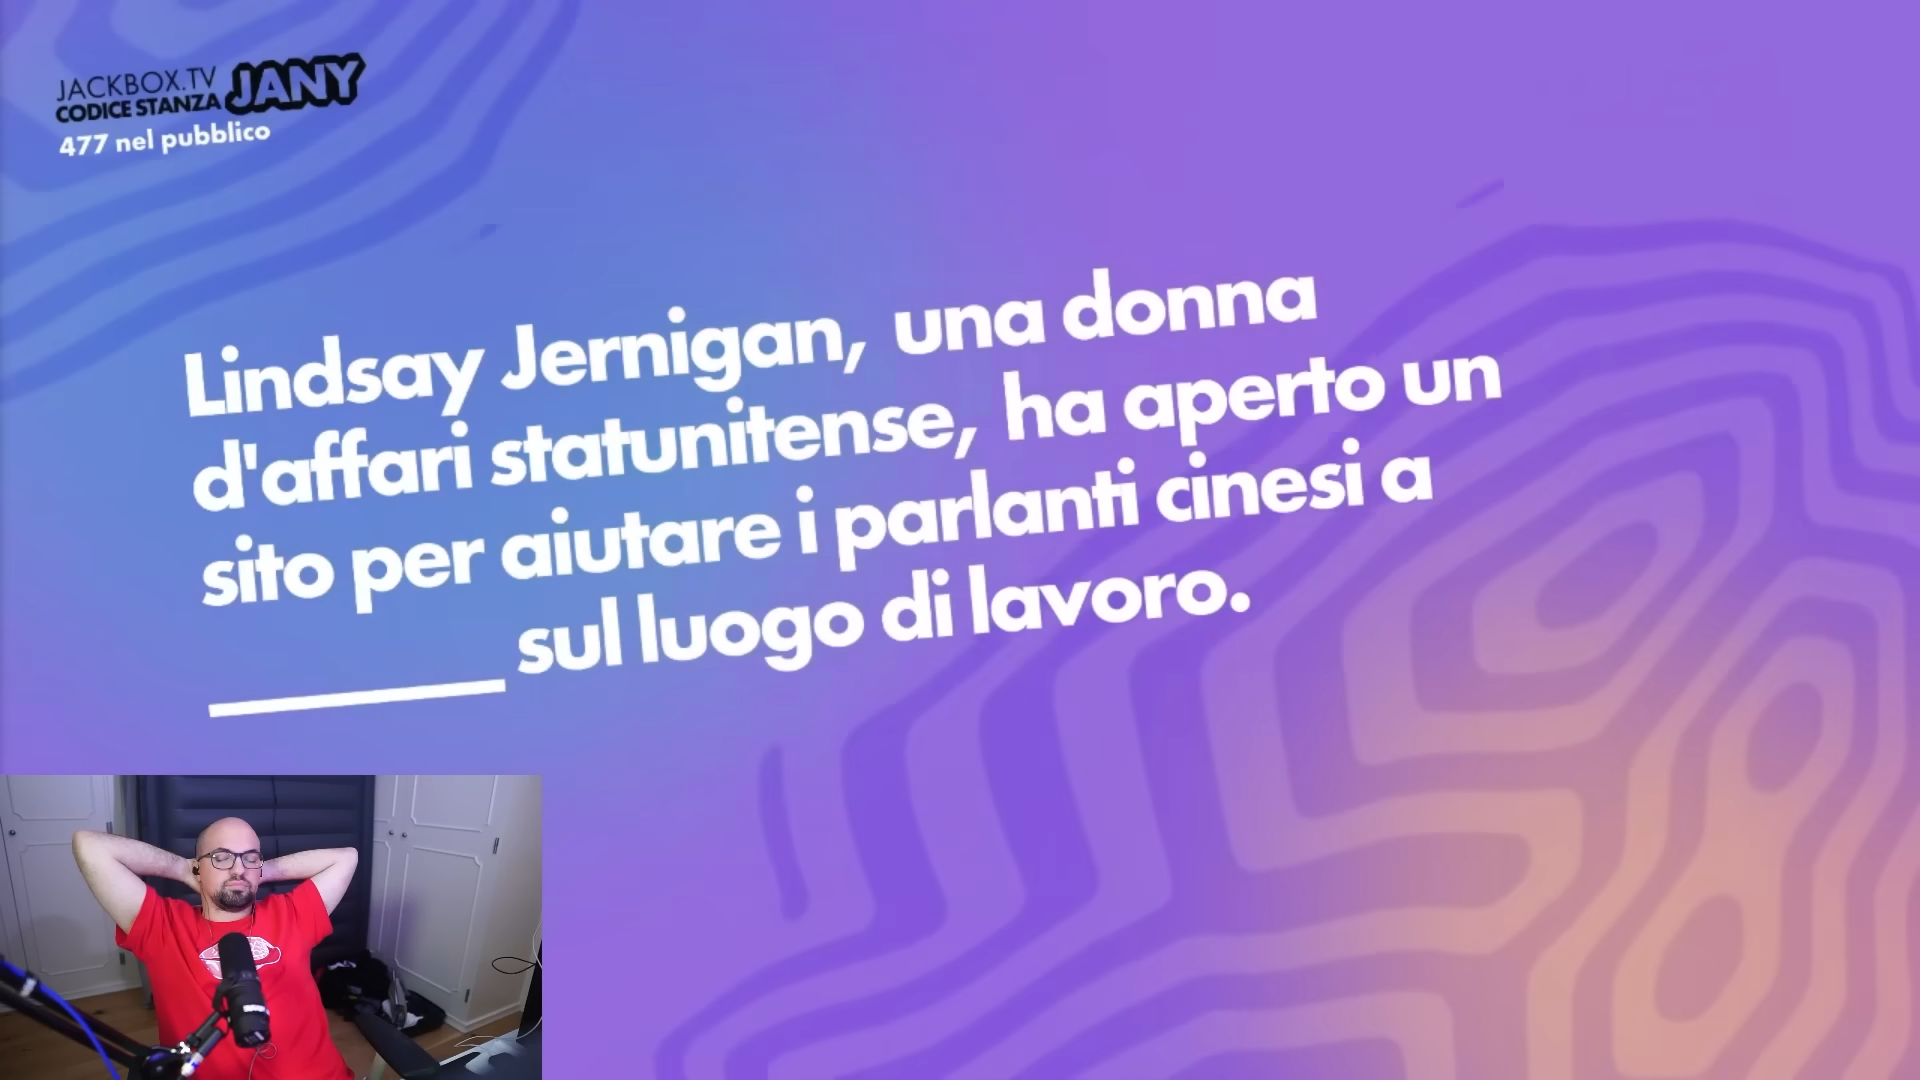 JACKBOX.TV
CODICE STANZA JANY
477 nel pubblico
Lindsay Jernigan, una donna
d'affari statunitense, ha aperto un
sito per aiutare i parlanti cinesi a
_______ sul luogo di lavoro.